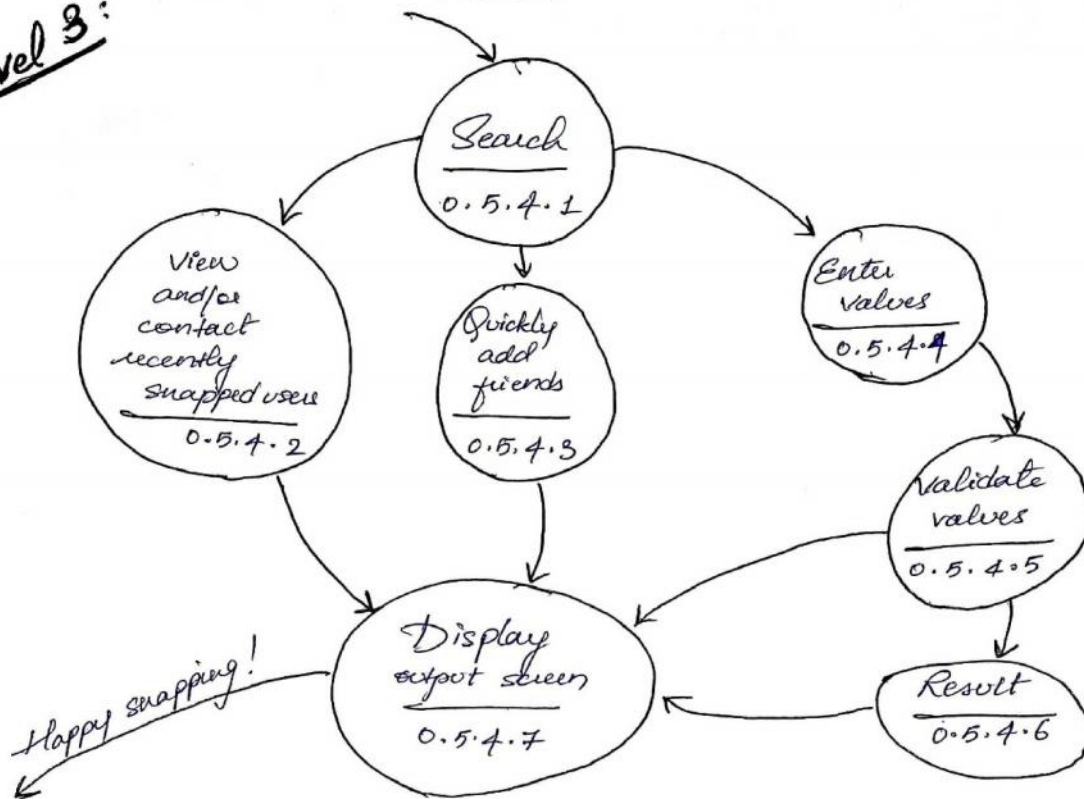 vel 3:
Search
0.5.4.1
View
and/or
contact
recently
snapped users
0.5.4.2
Quickly
add
friends
0.5.4.3
Enter
values
0.5.4.4
Validate
values
0.5.4.5
Result
0.5.4.6
Display
output screen
0.5.4.7
Happy snapping!